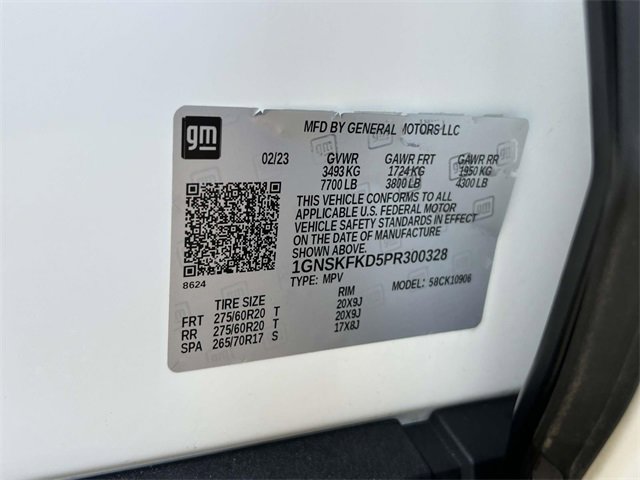 gm
MFD BY GENERAL MOTORS LLC
02/23 GVWR GAWR FRT GAWR RR
3493 KG 1724 KG 1950 KG
7700 LB 3800 LB 4300 LB
THIS VEHICLE CONFORMS TO ALL
APPLICABLE U.S. FEDERAL MOTOR
VEHICLE SAFETY STANDARDS IN EFFECT
ON THE DATE OF MANUFACTURE
SHOWN ABOVE.
1GNSKFKD5PR300328
8624 TYPE: MPV MODEL: 58CK10906
TIRE SIZE RIM
FRT 275/60R20 T 20X9J
RR 275/60R20 T 20X9J
SPA 265/70R17 S 17X8J